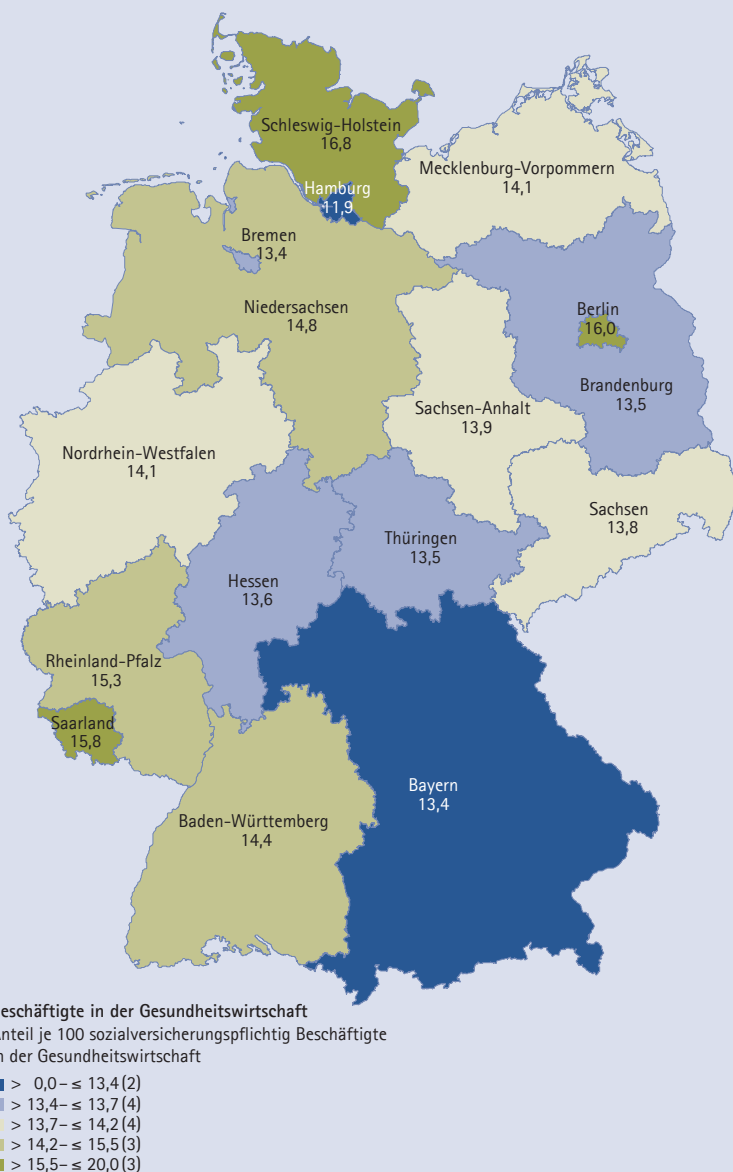 Schleswig-Holstein
16,8
Mecklenburg-Vorpommern
14,1
Hamburg
11,9
Bremen
13,4
Niedersachsen
14,8
Berlin
16,0
Brandenburg
13,5
Sachsen-Anhalt
13,9
Nordrhein-Westfalen
14,1
Sachsen
13,8
Thüringen
13,5
Hessen
13,6
Rheinland-Pfalz
15,3
Saarland
15,8
Bayern
13,4
Baden-Württemberg
14,4
eschäftigte in der Gesundheitswirtschaft
nteil je 100 sozialversicherungspflichtig Beschäftigte
n der Gesundheitswirtschaft
> 0,0 – ≤ 13,4 (2)
> 13,4 – ≤ 13,7 (4)
> 13,7 – ≤ 14,2 (4)
> 14,2 – ≤ 15,5 (3)
> 15,5 – ≤ 20,0 (3)